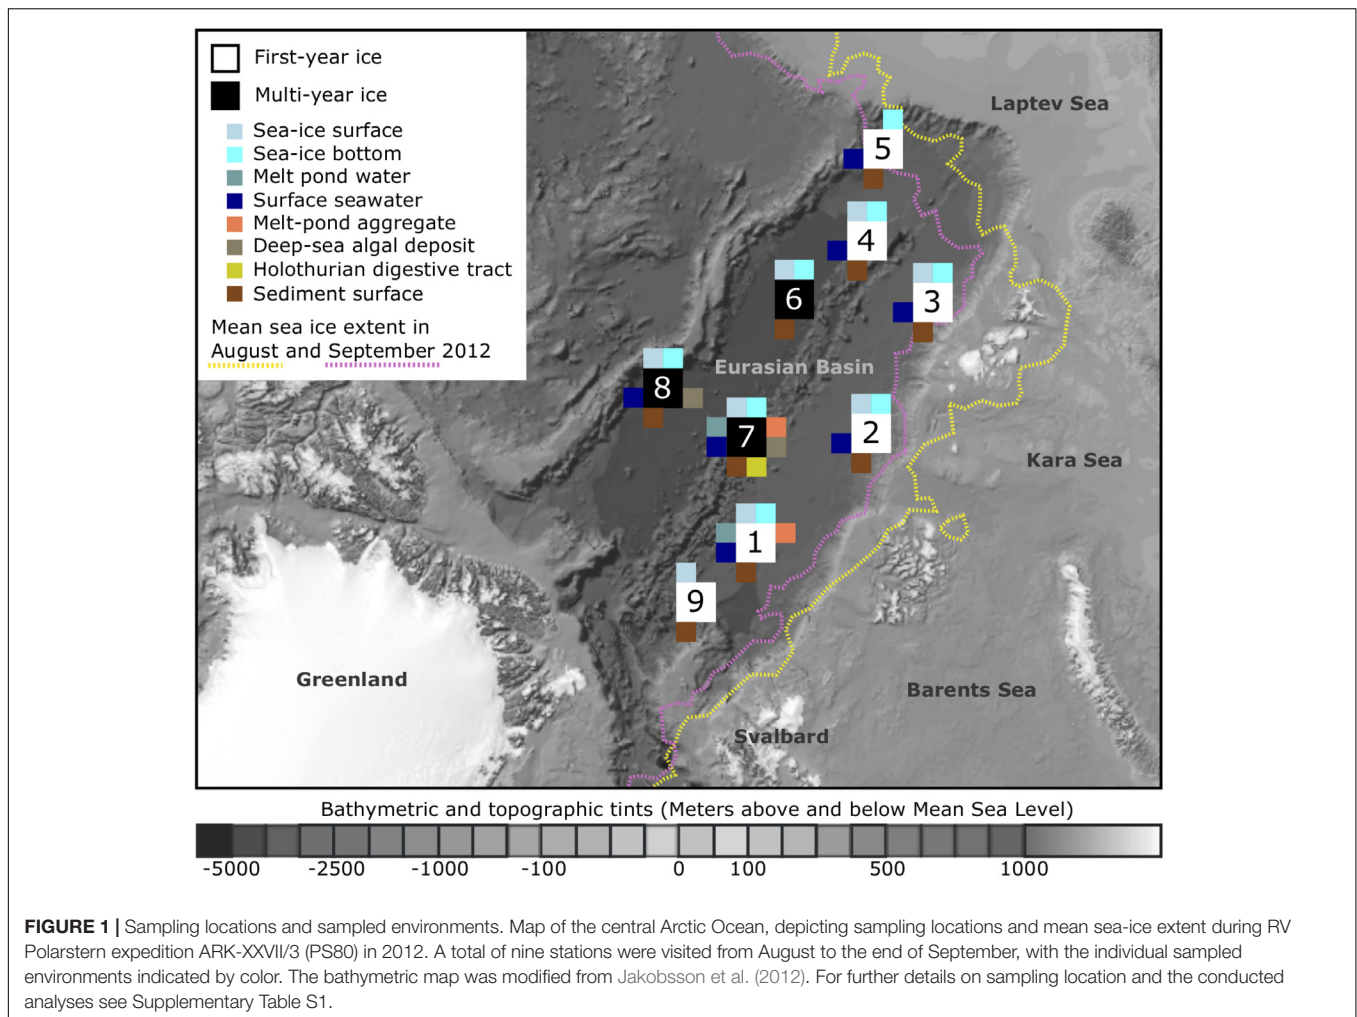 First-year ice
Multi-year ice
Sea-ice surface
Sea-ice bottom
Melt pond water
Surface seawater
Melt-pond aggregate
Deep-sea algal deposit
Holothurian digestive tract
Sediment surface
Mean sea ice extent in
August and September 2012
Laptev Sea
5
4
6
3
Eurasian Basin
8
7
2
Kara Sea
1
9
Greenland
Barents Sea
Svalbard
Bathymetric and topographic tints (Meters above and below Mean Sea Level)
-5000 -2500 -1000 -100 0 100 500 1000
FIGURE 1 | Sampling locations and sampled environments. Map of the central Arctic Ocean, depicting sampling locations and mean sea-ice extent during RV
Polarstern expedition ARK-XXVII/3 (PS80) in 2012. A total of nine stations were visited from August to the end of September, with the individual sampled
environments indicated by color. The bathymetric map was modified from Jakobsson et al. (2012). For further details on sampling location and the conducted
analyses see Supplementary Table S1.